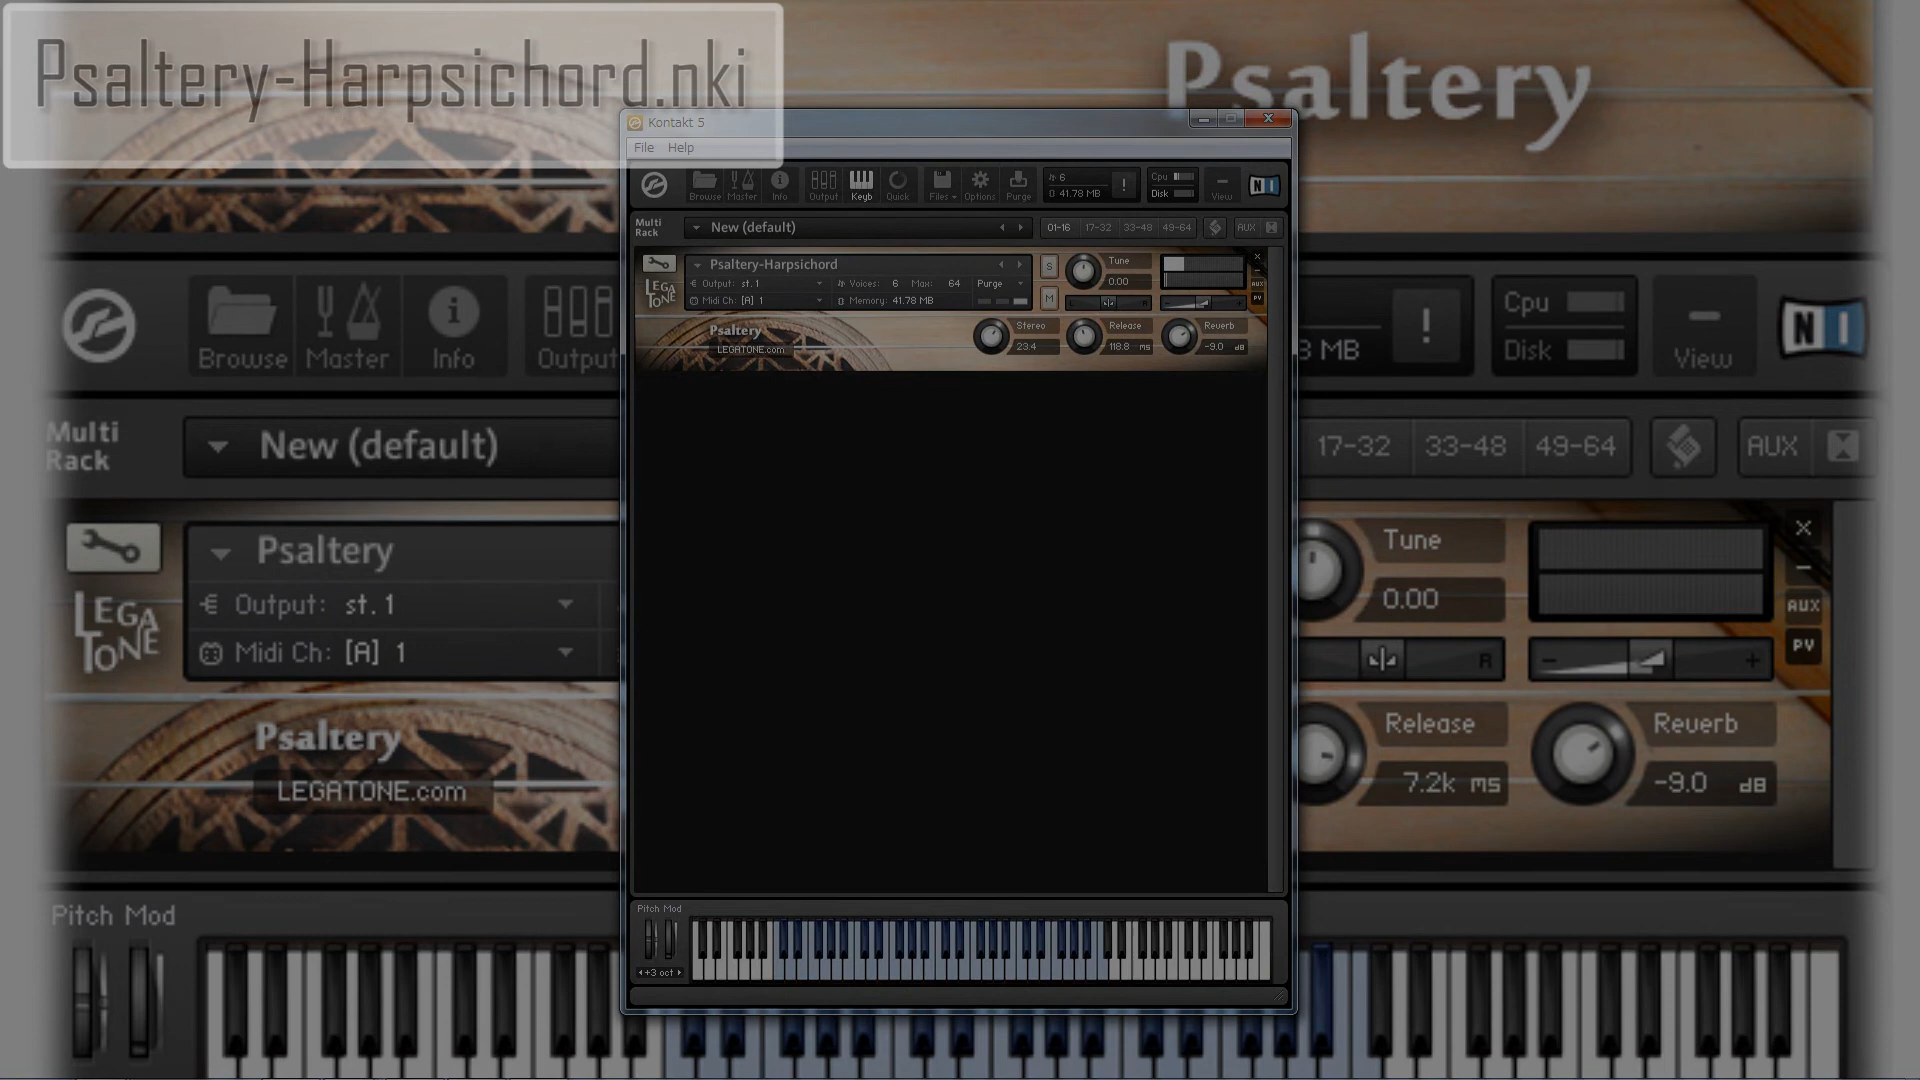 Psaltery-Harpsichord.nki
Psaltery
Kontakt 5
File Help
Browse Master Info Output Keyb Quick Files Options Purge
6
41.78 MB
!
Cpu
Disk
View
NI
Multi
Rack
New (default)
01-16 17-32 33-48 49-64
AUX
Psaltery-Harpsichord
Output: st.1
Voices: 6 Max: 64
Purge
Midi Ch: [A] 1
Memory: 41.78 MB
S
M
Tune
0.00
L R
AUX
PV
LEGA
TONE
Psaltery
LEGATONE.com
Stereo
23.4
Release
118.8 ms
Reverb
-9.0 dB
Pitch Mod
+3 oct
Browse Master Info Output
MB
!
Cpu
Disk
View
NI
Multi
Rack
New (default)
17-32 33-48 49-64
AUX
Psaltery
Output: st.1
Midi Ch: [A] 1
LEGA
TONE
Tune
0.00
R
AUX
PV
Psaltery
LEGATONE.com
Release
7.2k ms
Reverb
-9.0 dB
Pitch Mod